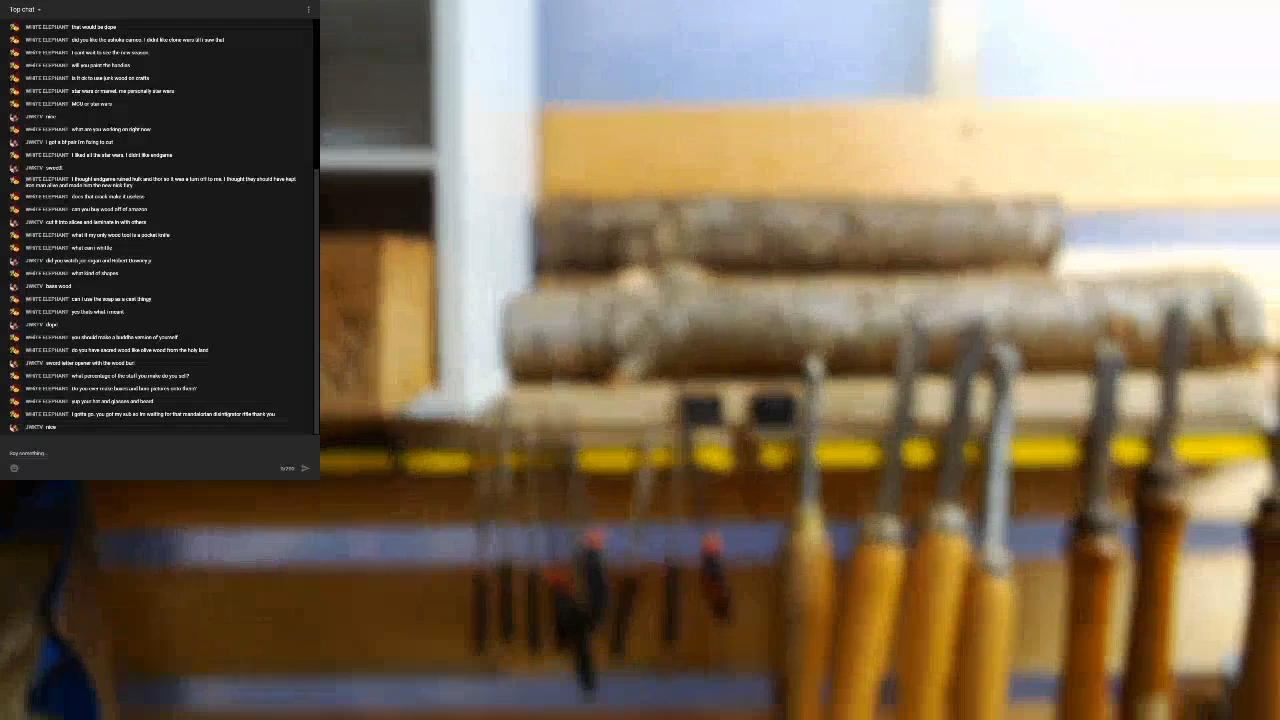 Top chat
WHITE ELEPHANT that would be dope
WHITE ELEPHANT did you like the ashoka cameo. I didnt like clone wars till i saw that
WHITE ELEPHANT I cant wait to see the new season.
WHITE ELEPHANT will you paint the handles
WHITE ELEPHANT is it ok to use junk wood on crafts
WHITE ELEPHANT star wars or marvel. me personally star wars
WHITE ELEPHANT MCU or star wars
JWKTV nice
WHITE ELEPHANT what are you working on right now
JWKTV I got a bf pair i'm fixing to cut
WHITE ELEPHANT I liked all the star wars. I didnt like endgame
JWKTV sweet!
WHITE ELEPHANT I thought endgame ruined hulk and thor so it was a turn off to me. I thought they should have kept
iron man alive and made him the new nick fury
WHITE ELEPHANT does that crack make it useless
WHITE ELEPHANT can you buy wood off of amazon
JWKTV cut it into slices and laminate in with others
WHITE ELEPHANT what if my only wood tool is a pocket knife
WHITE ELEPHANT what can i whittle
JWKTV did you watch joe rogan and Robert Downey jr
WHITE ELEPHANT what kind of shapes
JWKTV bass wood
WHITE ELEPHANT can I use the soap as a cast thingy
WHITE ELEPHANT yes thats what i meant
JWKTV dope
WHITE ELEPHANT you should make a buddha version of yourself
WHITE ELEPHANT do you have sacred wood like olive wood from the holy land
JWKTV sword letter opener with the wood burl
WHITE ELEPHANT what percentage of the stuff you make do you sell?
WHITE ELEPHANT Do you ever make boxes and burn pictures onto them?
WHITE ELEPHANT yup your hat and glasses and beard
WHITE ELEPHANT I gotta go. you got my sub so im waiting for that mandalorian disintigrator rifle thank you
JWKTV nice
Say something...
0/200